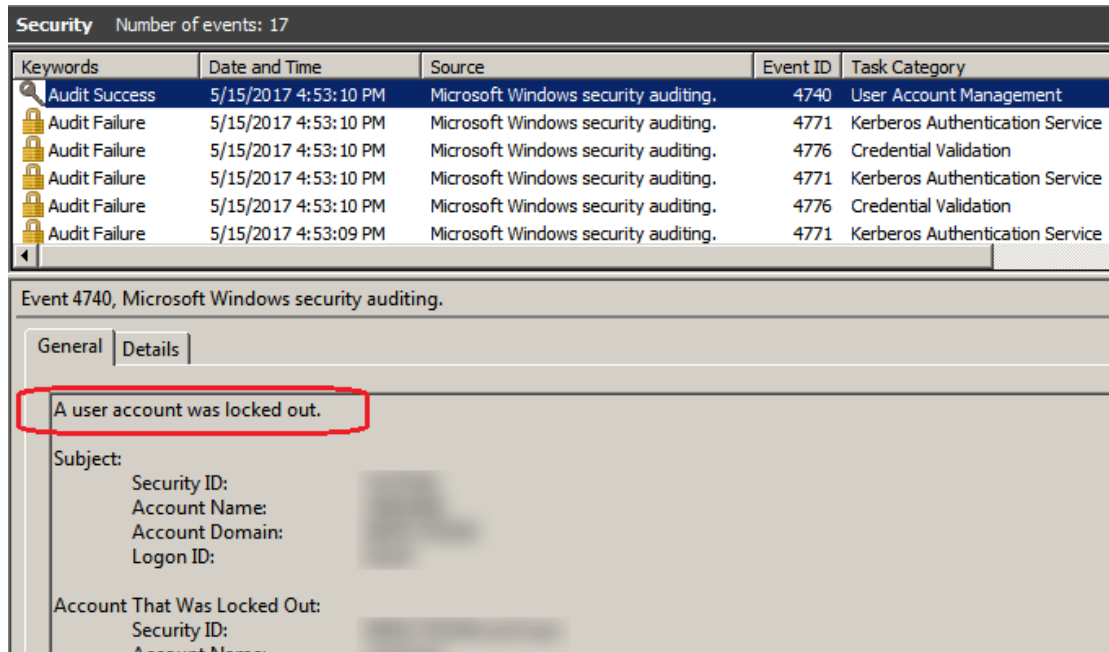 Security Number of events: 17
Keywords Date and Time Source Event ID Task Category
Audit Success 5/15/2017 4:53:10 PM Microsoft Windows security auditing. 4740 User Account Management
Audit Failure 5/15/2017 4:53:10 PM Microsoft Windows security auditing. 4771 Kerberos Authentication Service
Audit Failure 5/15/2017 4:53:10 PM Microsoft Windows security auditing. 4776 Credential Validation
Audit Failure 5/15/2017 4:53:10 PM Microsoft Windows security auditing. 4771 Kerberos Authentication Service
Audit Failure 5/15/2017 4:53:10 PM Microsoft Windows security auditing. 4776 Credential Validation
Audit Failure 5/15/2017 4:53:09 PM Microsoft Windows security auditing. 4771 Kerberos Authentication Service
Event 4740, Microsoft Windows security auditing.
General Details
A user account was locked out.
Subject:
Security ID:
Account Name:
Account Domain:
Logon ID:
Account That Was Locked Out:
Security ID:
Account Name: